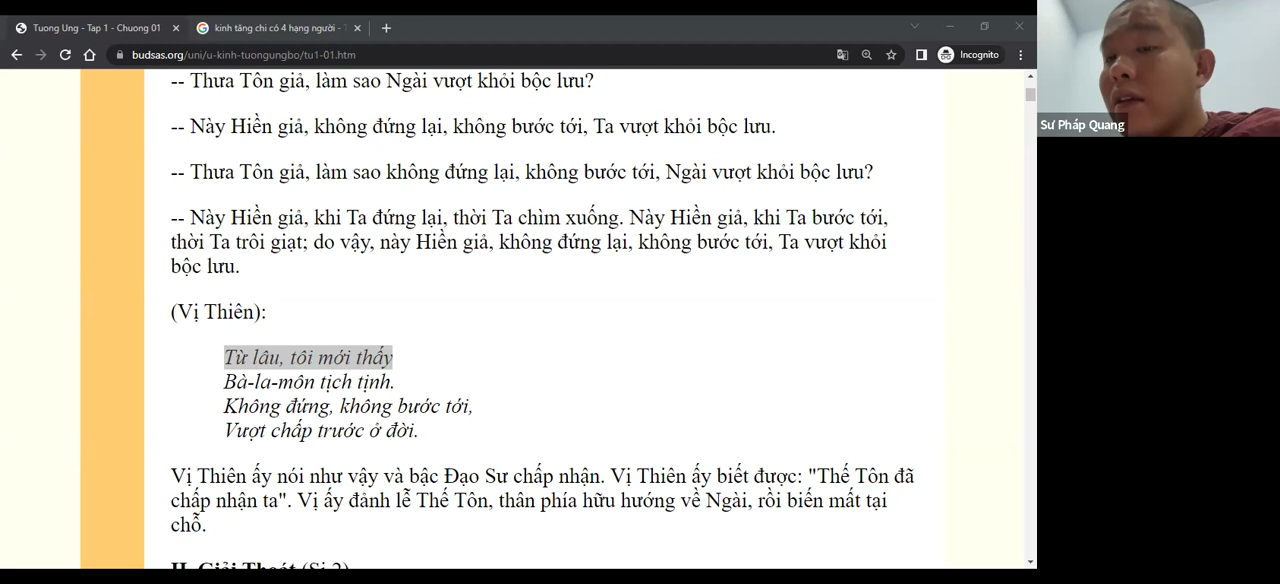 Tuong Ung - Tap 1 - Chuong 01
kinh tăng chi có 4 hạng người - T
budsas.org/uni/u-kinh-tuongungbo/tu1-01.htm
Incognito
-- Thưa Tôn giả, làm sao Ngài vượt khỏi bộc lưu?
-- Này Hiền giả, không đứng lại, không bước tới, Ta vượt khỏi bộc lưu.
-- Thưa Tôn giả, làm sao không đứng lại, không bước tới, Ngài vượt khỏi bộc lưu?
-- Này Hiền giả, khi Ta đứng lại, thời Ta chìm xuống. Này Hiền giả, khi Ta bước tới,
thời Ta trôi giạt; do vậy, này Hiền giả, không đứng lại, không bước tới, Ta vượt khỏi
bộc lưu.
(Vị Thiên):
Từ lâu, tôi mới thấy
Bà-la-môn tịch tịnh.
Không đứng, không bước tới,
Vượt chấp trước ở đời.
Vị Thiên ấy nói như vậy và bậc Đạo Sư chấp nhận. Vị Thiên ấy biết được: "Thế Tôn đã
chấp nhận ta". Vị ấy đảnh lễ Thế Tôn, thân phía hữu hướng về Ngài, rồi biến mất tại
chỗ.
II. Giải Thoát (Si,2)
Sư Pháp Quang